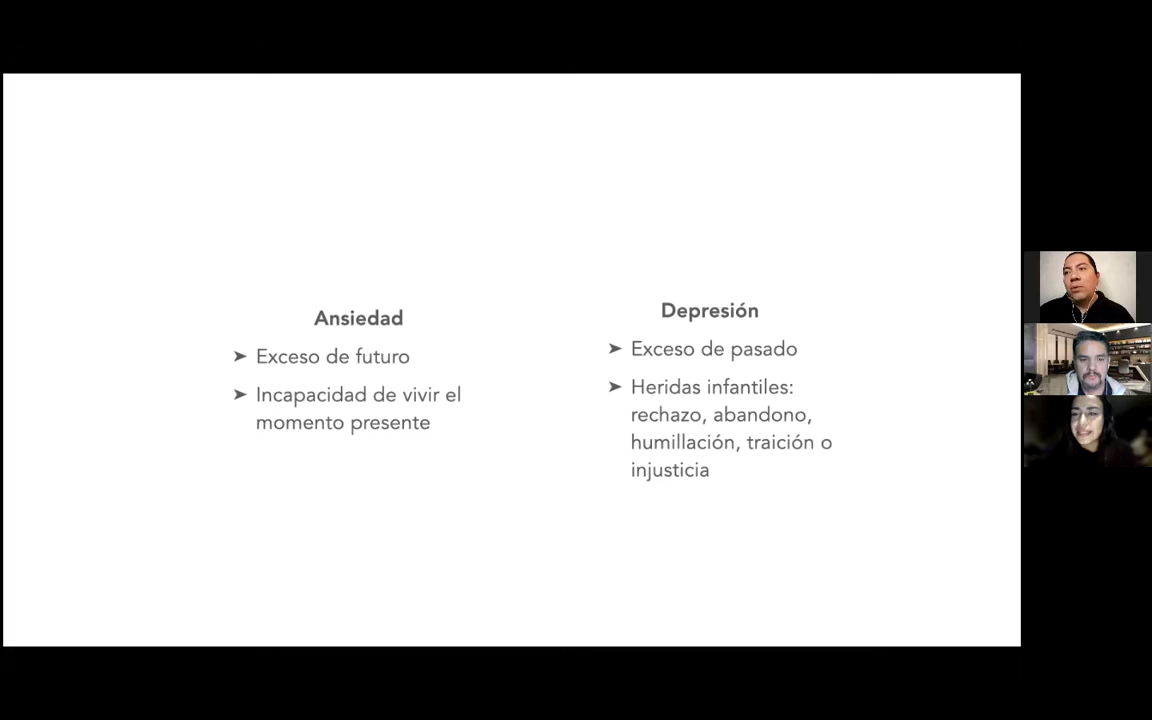 Ansiedad
➤ Exceso de futuro
➤ Incapacidad de vivir el
momento presente
Depresión
➤ Exceso de pasado
➤ Heridas infantiles:
rechazo, abandono,
humillación, traición o
injusticia